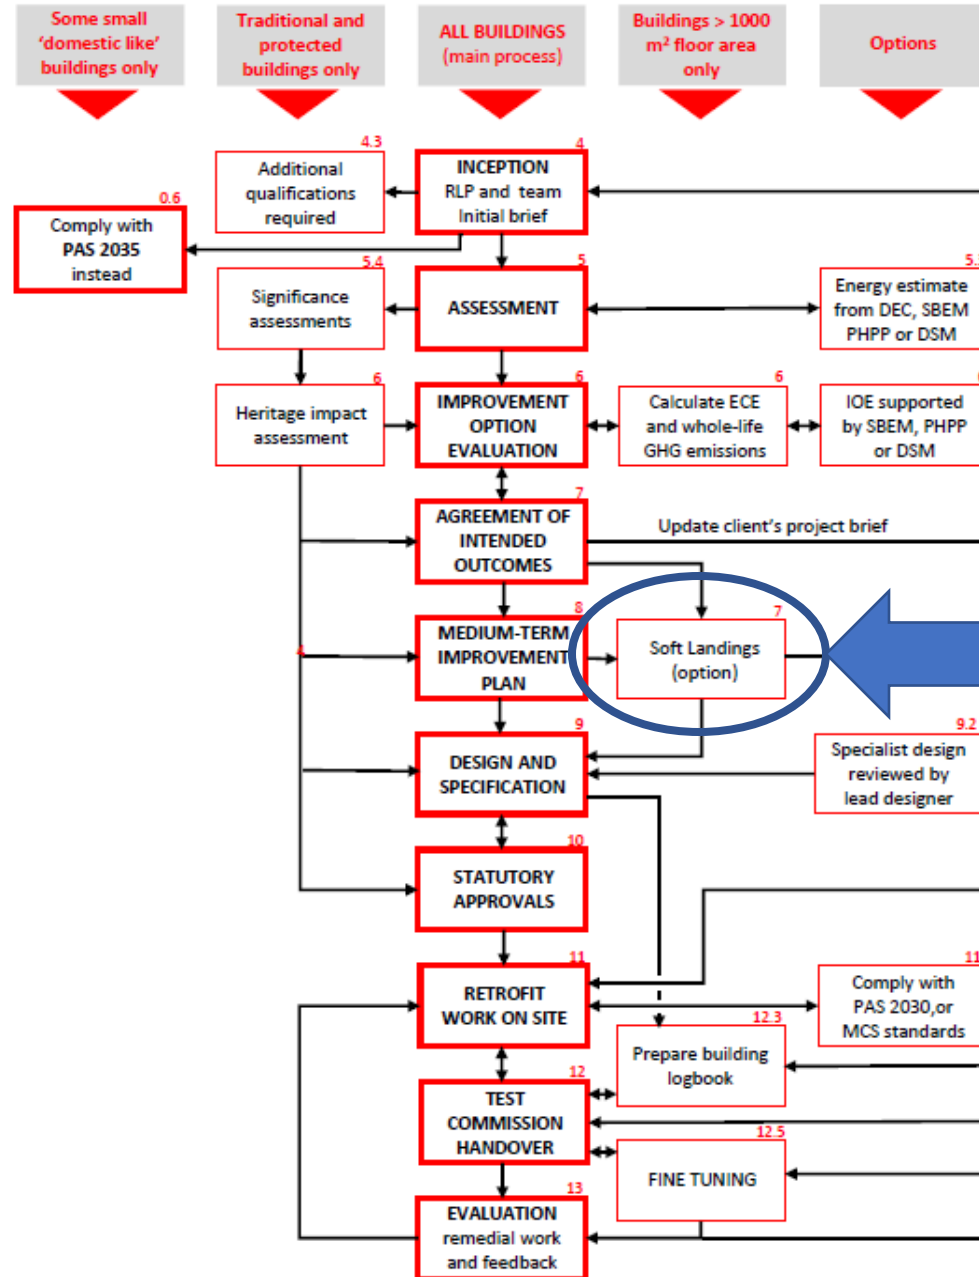 Some small
‘domestic like’
buildings only
Traditional and
protected
buildings only
ALL BUILDINGS
(main process)
Buildings > 1000
m² floor area
only
Options
4.3
Additional
qualifications
required
4
INCEPTION
RLP and team
Initial brief
0.6
Comply with
PAS 2035
instead
5.4
Significance
assessments
5
ASSESSMENT
Energy estimate
from DEC, SBEM
PHPP or DSM
6
Heritage impact
assessment
6
IMPROVEMENT
OPTION
EVALUATION
6
Calculate ECE
and whole-life
GHG emissions
IOE supported
by SBEM, PHPP
or DSM
7
AGREEMENT OF
INTENDED
OUTCOMES
Update client’s project brief
8
MEDIUM-TERM
IMPROVEMENT
PLAN
7
Soft Landings
(option)
4
9
DESIGN AND
SPECIFICATION
9.2
Specialist design
reviewed by
lead designer
10
STATUTORY
APPROVALS
11
RETROFIT
WORK ON SITE
11
Comply with
PAS 2030,or
MCS standards
12.3
Prepare building
logbook
12
TEST
COMMISSION
HANDOVER
12.5
FINE TUNING
13
EVALUATION
remedial work
and feedback